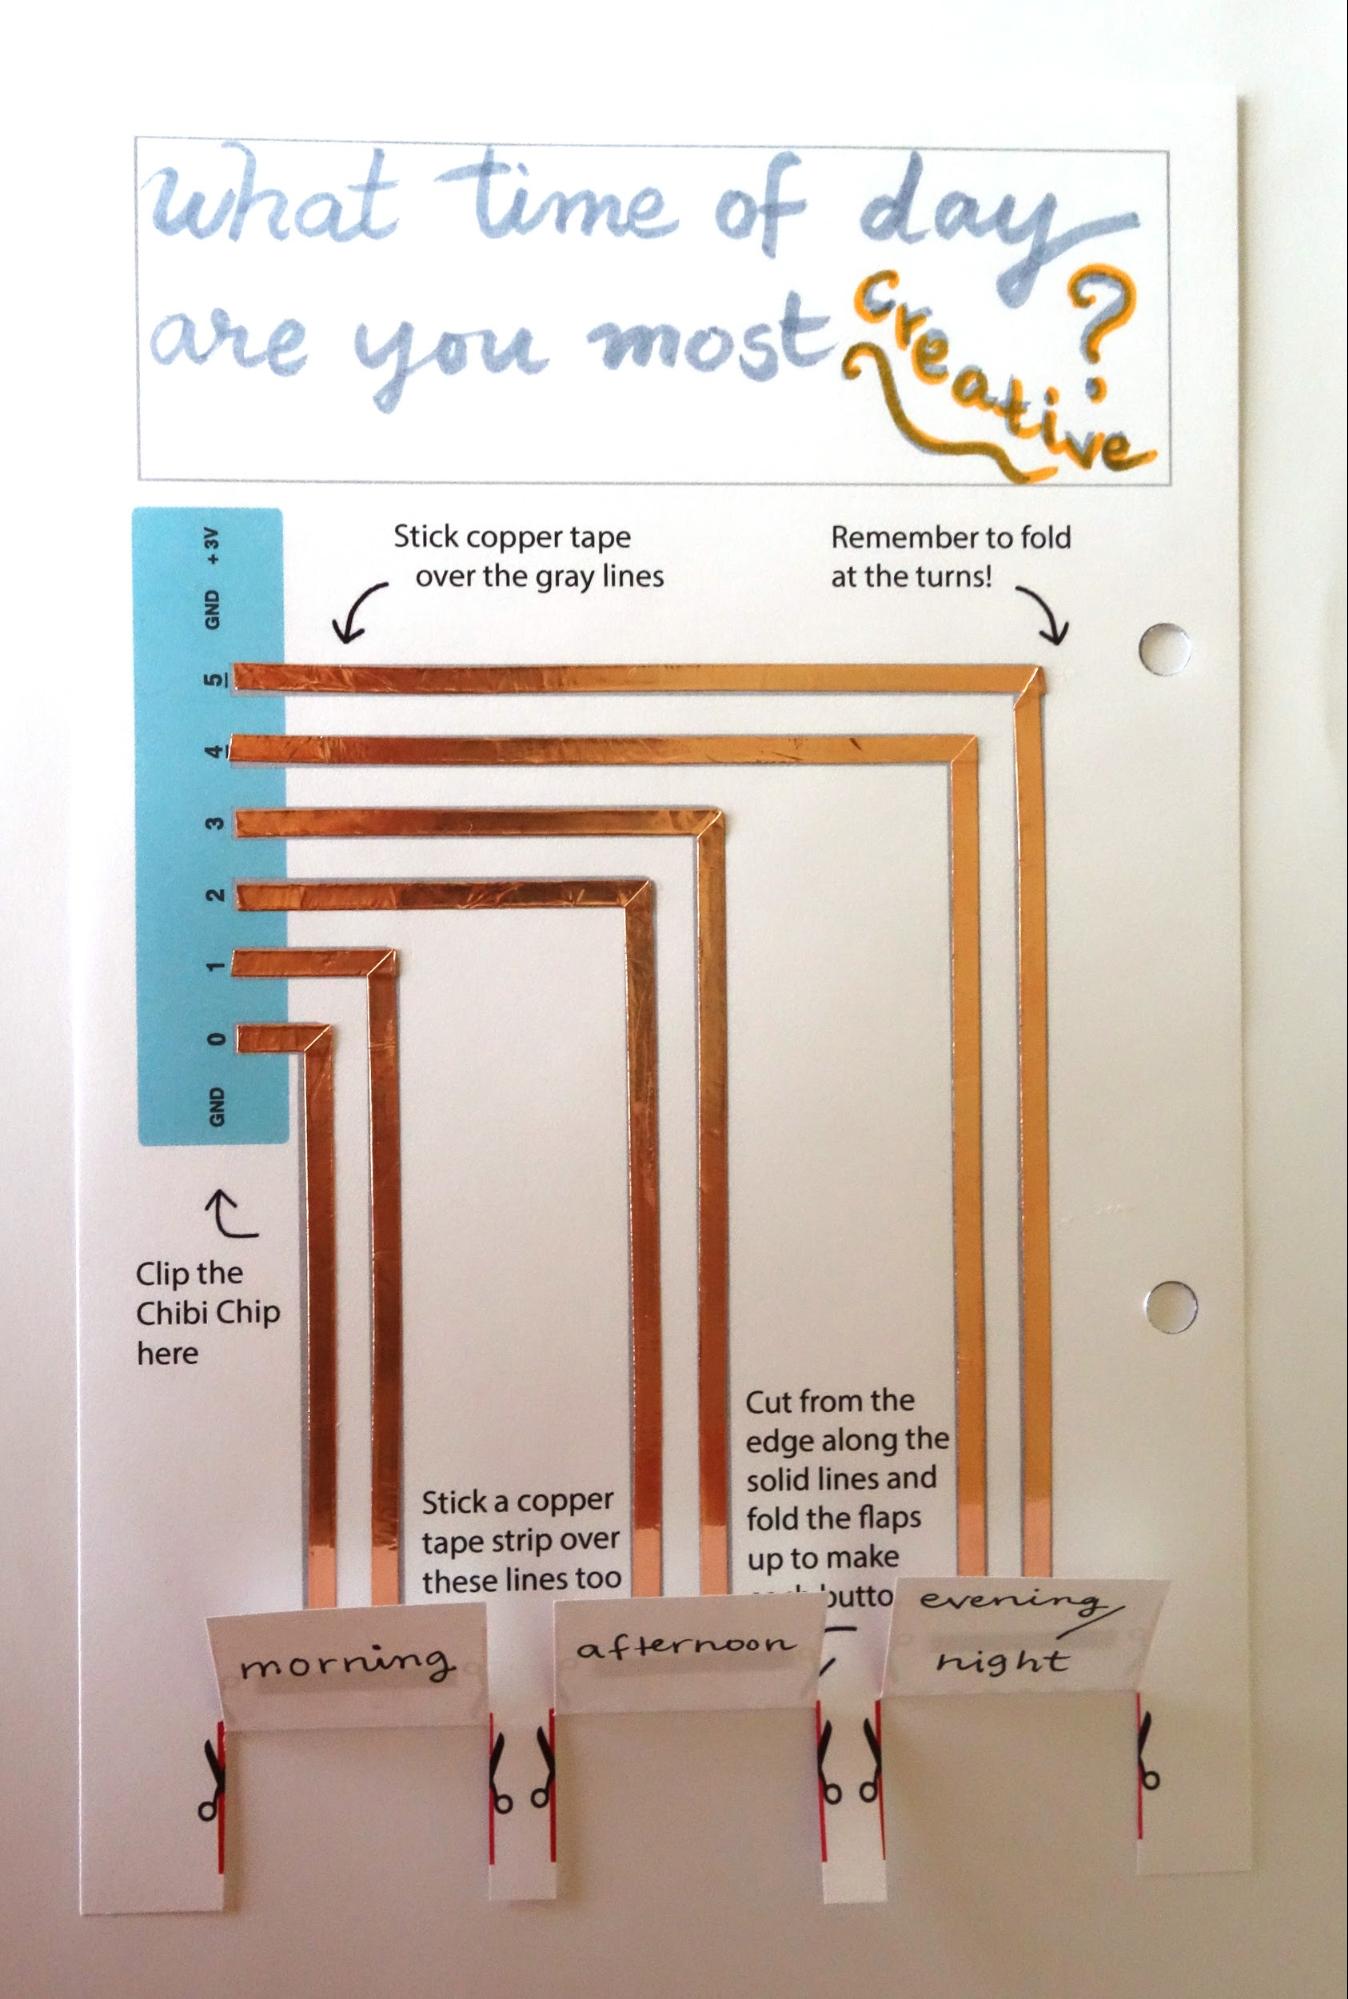 what time of day
are you most creative?
+3V
GND
5
4
3
2
1
0
GND
Stick copper tape
over the gray lines
Remember to fold
at the turns!
Clip the
Chibi Chip
here
Stick a copper
tape strip over
these lines too
Cut from the
edge along the
solid lines and
fold the flaps
up to make
butto
morning
afternoon
evening/
night